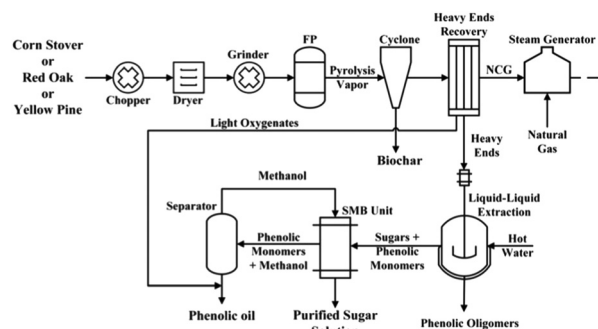 Corn Stover
or
Red Oak
or
Yellow Pine
Chopper
Dryer
Grinder
FP
Pyrolysis
Vapor
Cyclone
Heavy Ends
Recovery
NCG
Steam Generator
Natural
Gas
Light Oxygenates
Biochar
Heavy
Ends
Liquid-Liquid
Extraction
Hot
Water
Phenolic Oligomers
Sugars +
Phenolic
Monomers
SMB Unit
Methanol
Separator
Phenolic
Monomers
+ Methanol
Phenolic oil
Purified Sugar